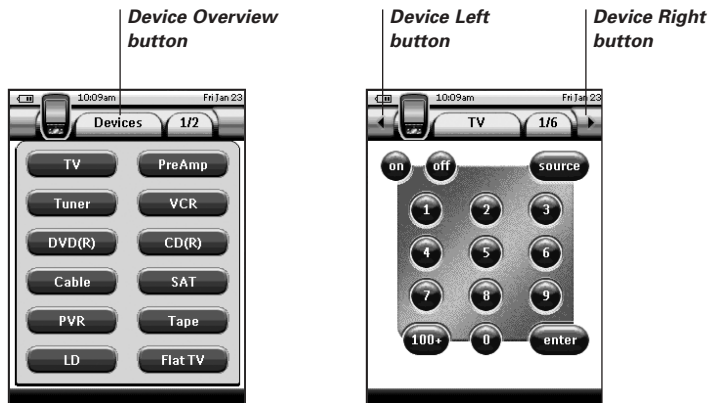 Device Overview
button
Device Left
button
Device Right
button
10:09am Fri Jan 23
Devices 1/2
TV PreAmp
Tuner VCR
DVD(R) CD(R)
Cable SAT
PVR Tape
LD Flat TV
10:09am Fri Jan 23
TV 1/6
on off source
1 2 3
4 5 6
7 8 9
100+ 0 enter